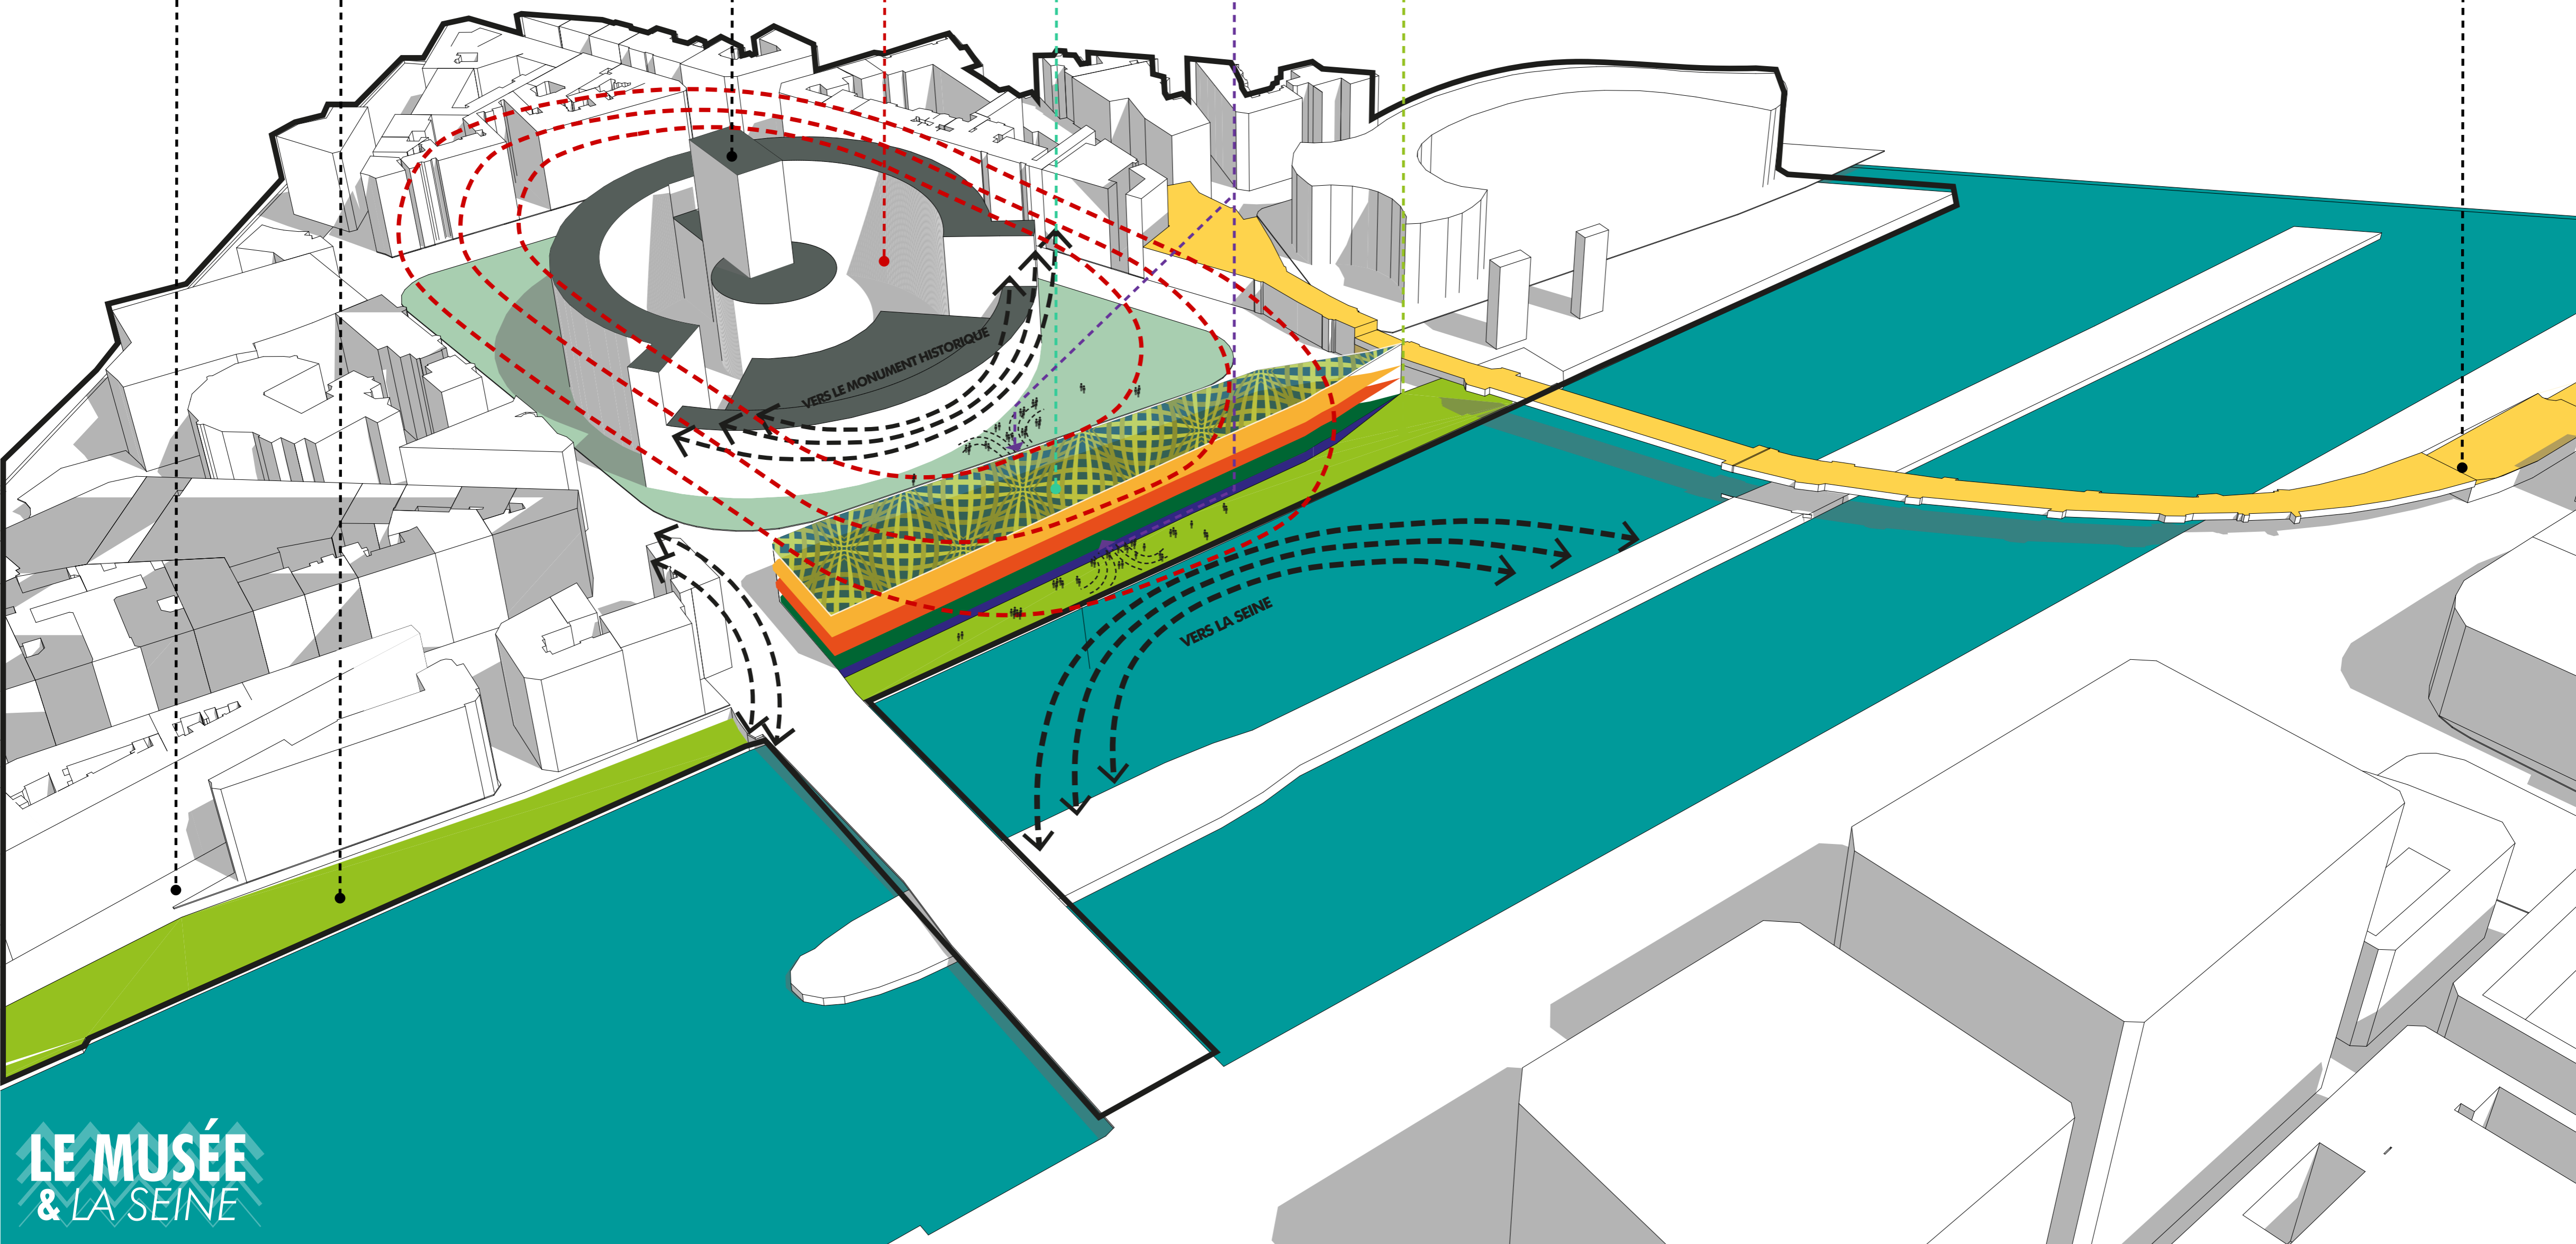 VERS LE MONUMENT HISTORIQUE
VERS LA SEINE
LE MUSÉE
& LA SEINE